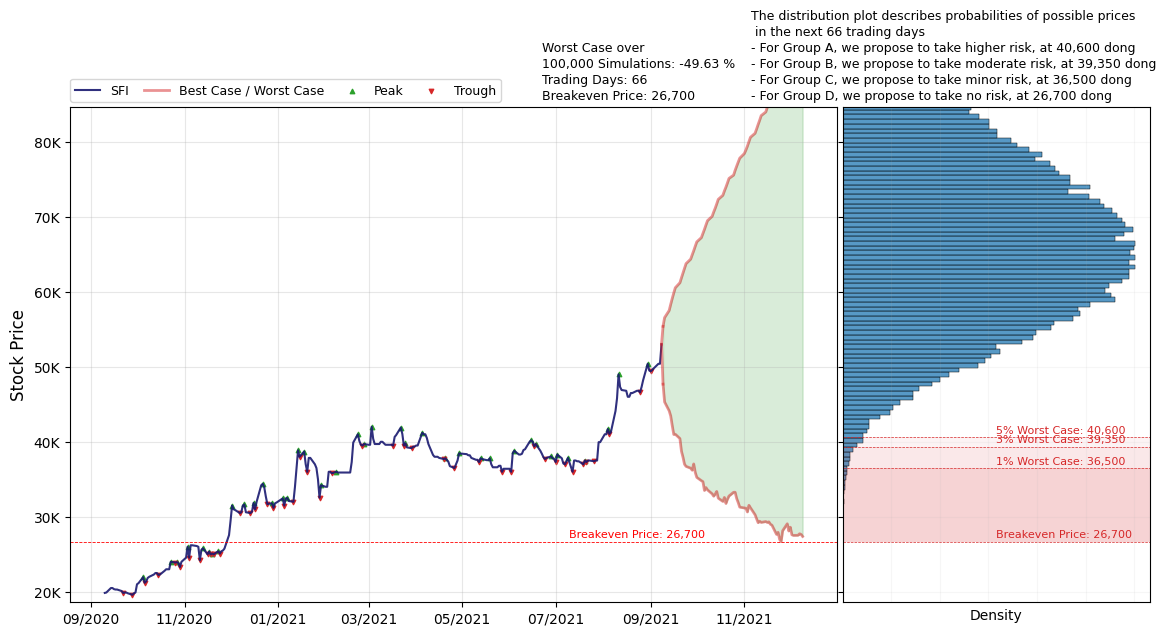 The distribution plot describes probabilities of possible prices
in the next 66 trading days
- For Group A, we propose to take higher risk, at 40,600 dong
- For Group B, we propose to take moderate risk, at 39,350 dong
- For Group C, we propose to take minor risk, at 36,500 dong
- For Group D, we propose to take no risk, at 26,700 dong
Worst Case over
100,000 Simulations: -49.63 %
Trading Days: 66
Breakeven Price: 26,700
SFI
Best Case / Worst Case
Peak
Trough
Stock Price
80K
70K
60K
50K
40K
30K
20K
Breakeven Price: 26,700
09/2020
11/2020
01/2021
03/2021
05/2021
07/2021
09/2021
11/2021
5% Worst Case: 40,600
3% Worst Case: 39,350
1% Worst Case: 36,500
Breakeven Price: 26,700
Density